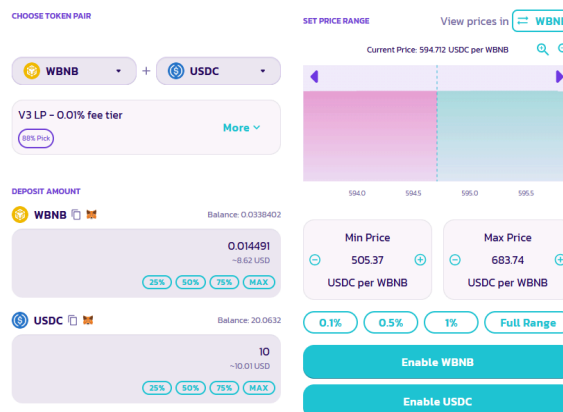 CHOOSE TOKEN PAIR
WBNB + USDC
V3 LP - 0.01% fee tier
88% Pick
More
DEPOSIT AMOUNT
WBNB
Balance: 0.0338402
0.014491
~8.62 USD
25% 50% 75% MAX
USDC
Balance: 20.0632
10
~10.01 USD
25% 50% 75% MAX
SET PRICE RANGE
View prices in WBNB
Current Price: 594.712 USDC per WBNB
594.0 594.5 595.0 595.5
Min Price
505.37
USDC per WBNB
Max Price
683.74
USDC per WBNB
0.1% 0.5% 1% Full Range
Enable WBNB
Enable USDC